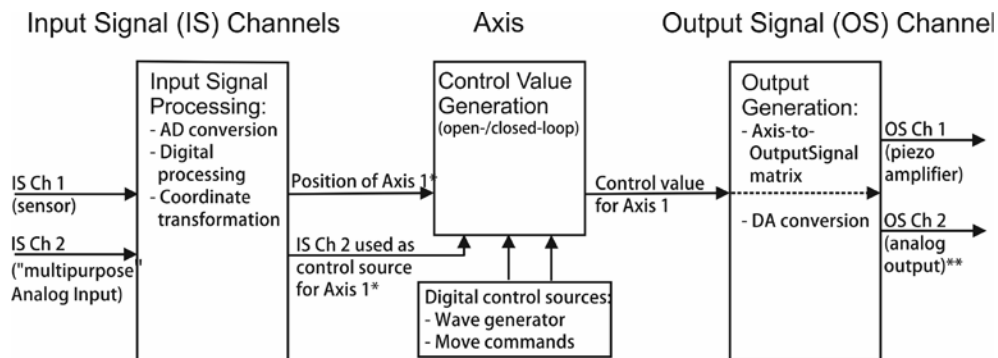 Input Signal (IS) Channels
Axis
Output Signal (OS) Channel
Input Signal
Processing:
- AD conversion
- Digital
processing
- Coordinate
transformation
IS Ch 1
(sensor)
IS Ch 2
("multipurpose"
Analog Input)
Position of Axis 1*
IS Ch 2 used as
control source
for Axis 1*
Control Value
Generation
(open-/closed-loop)
Digital control sources:
- Wave generator
- Move commands
Control value
for Axis 1
Output
Generation:
- Axis-to-
OutputSignal
matrix
- DA conversion
OS Ch 1
(piezo
amplifier)
OS Ch 2
(analog
output)**